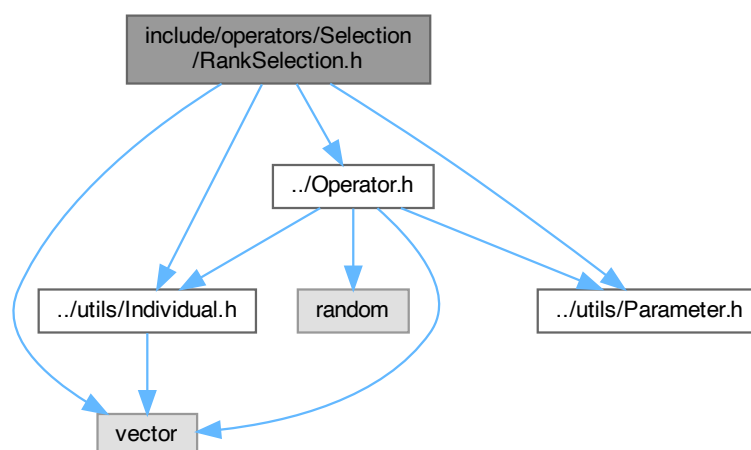 include/operators/Selection
/RankSelection.h
../Operator.h
../utils/Individual.h
random
../utils/Parameter.h
vector